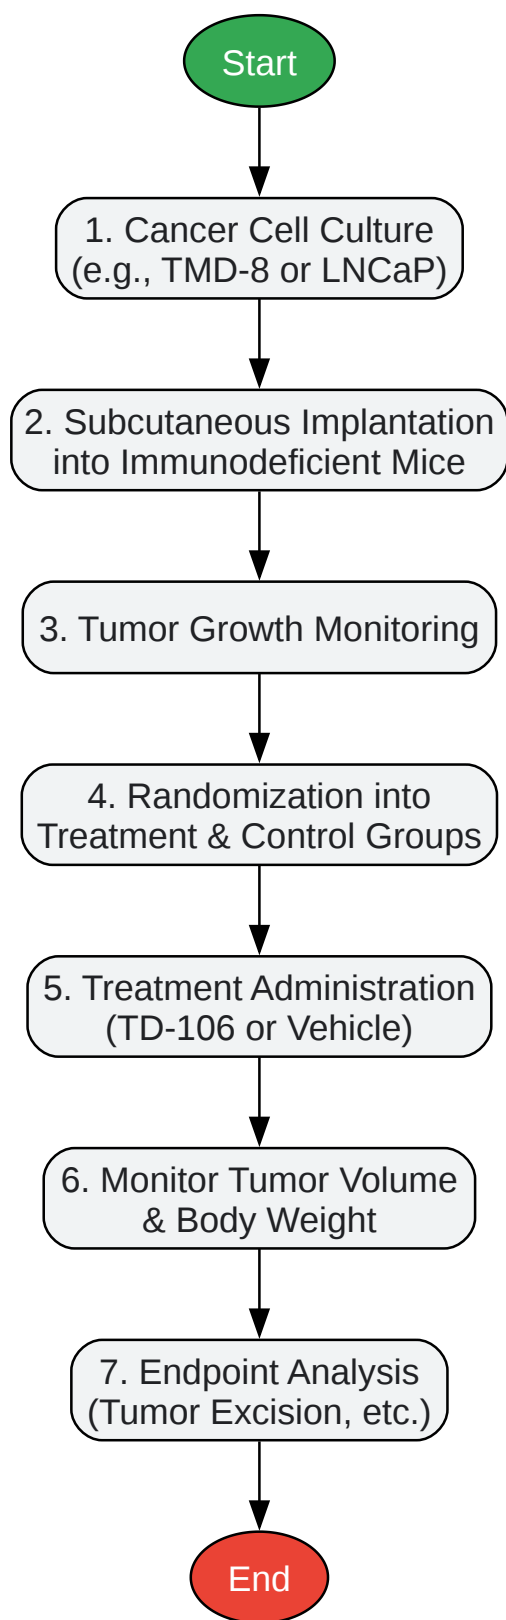 Start
1. Cancer Cell Culture
(e.g., TMD-8 or LNCaP)
2. Subcutaneous Implantation
into Immunodeficient Mice
3. Tumor Growth Monitoring
4. Randomization into
Treatment & Control Groups
5. Treatment Administration
(TD-106 or Vehicle)
6. Monitor Tumor Volume
& Body Weight
7. Endpoint Analysis
(Tumor Excision, etc.)
End